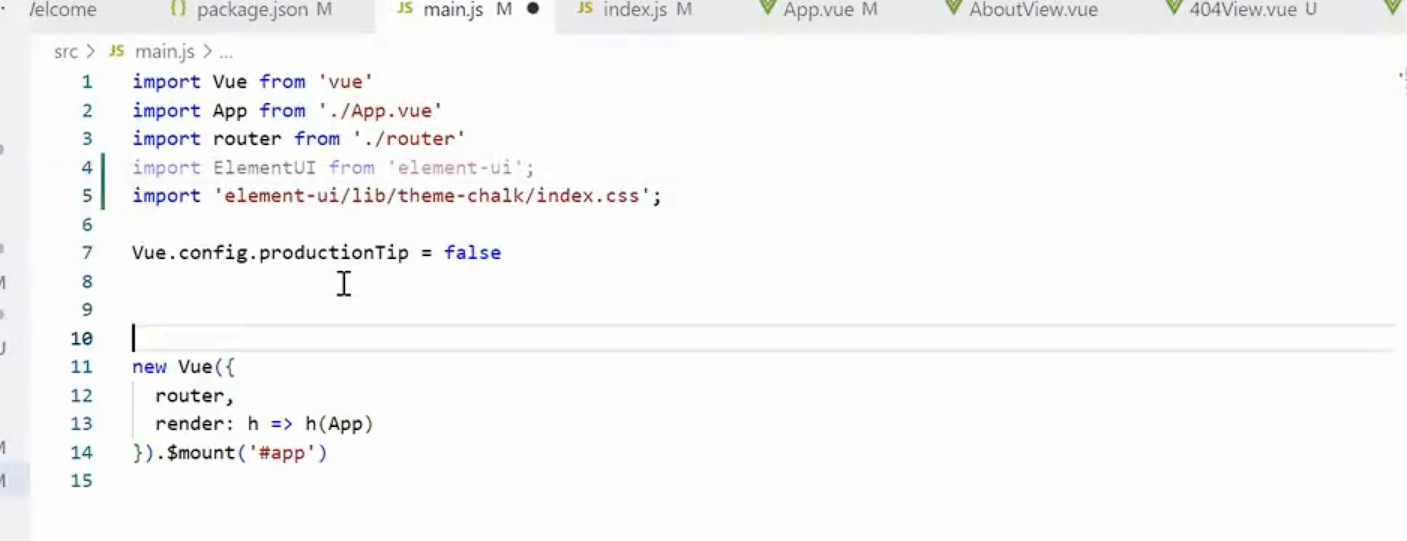 Welcome {} package.json M JS main.js M ● JS index.js M App.vue M AboutView.vue 404View.vue U
src > JS main.js > ...
1 import Vue from 'vue'
2 import App from './App.vue'
3 import router from './router'
4 import ElementUI from 'element-ui';
5 import 'element-ui/lib/theme-chalk/index.css';
6
7 Vue.config.productionTip = false
8
9
10
11 new Vue({
12 router,
13 render: h => h(App)
14 }).$mount('#app')
15